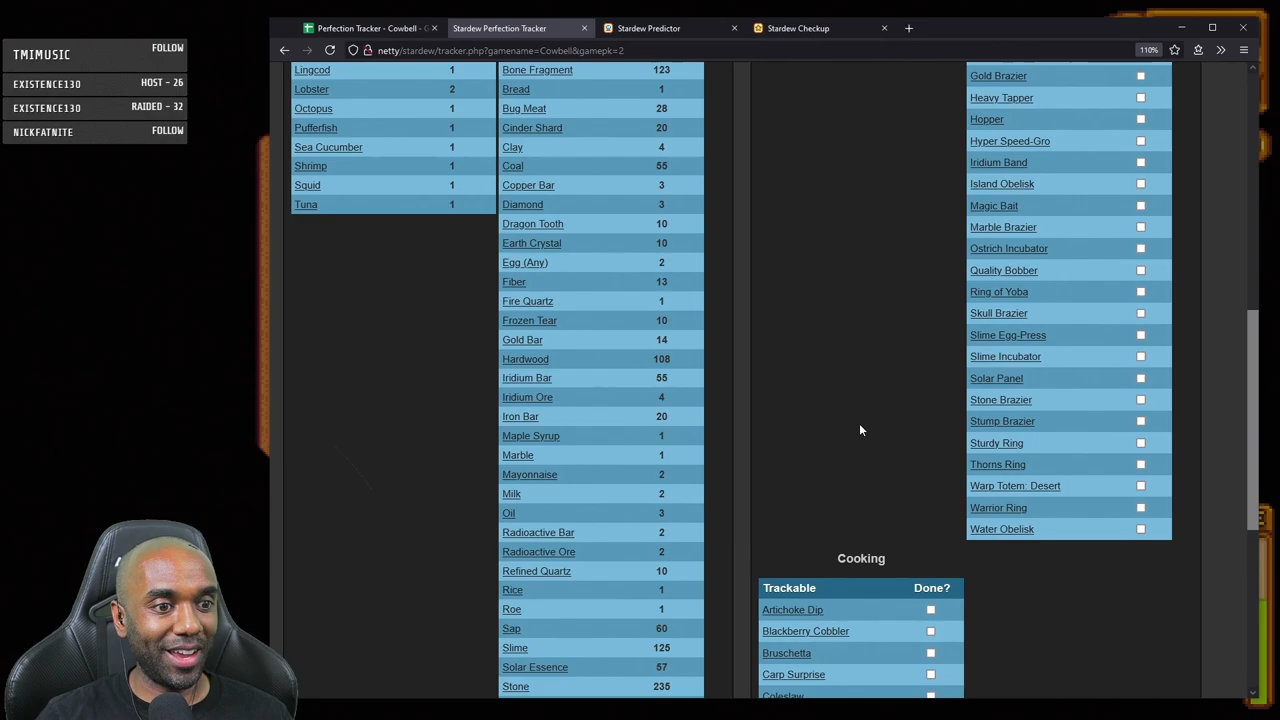 TMIMUSIC FOLLOW
EXISTENCE130 HOST - 26
EXISTENCE130 RAIDED - 32
NICKFATNITE FOLLOW
Perfection Tracker - Cowbell - G
Stardew Perfection Tracker
Stardew Predictor
Stardew Checkup
netty/stardew/tracker.php?gamename=Cowbell&gamepk=2
110%
Lingcod 1
Lobster 2
Octopus 1
Pufferfish 1
Sea Cucumber 1
Shrimp 1
Squid 1
Tuna 1
Bone Fragment 123
Bread 1
Bug Meat 28
Cinder Shard 20
Clay 4
Coal 55
Copper Bar 3
Diamond 3
Dragon Tooth 10
Earth Crystal 10
Egg (Any) 2
Fiber 13
Fire Quartz 1
Frozen Tear 10
Gold Bar 14
Hardwood 108
Iridium Bar 55
Iridium Ore 4
Iron Bar 20
Maple Syrup 1
Marble 1
Mayonnaise 2
Milk 2
Oil 3
Radioactive Bar 2
Radioactive Ore 2
Refined Quartz 10
Rice 1
Roe 1
Sap 60
Slime 125
Solar Essence 57
Stone 235
Gold Brazier
Heavy Tapper
Hopper
Hyper Speed-Gro
Iridium Band
Island Obelisk
Magic Bait
Marble Brazier
Ostrich Incubator
Quality Bobber
Ring of Yoba
Skull Brazier
Slime Egg-Press
Slime Incubator
Solar Panel
Stone Brazier
Stump Brazier
Sturdy Ring
Thorns Ring
Warp Totem: Desert
Warrior Ring
Water Obelisk
Cooking
Trackable Done?
Artichoke Dip
Blackberry Cobbler
Bruschetta
Carp Surprise
Coleslaw